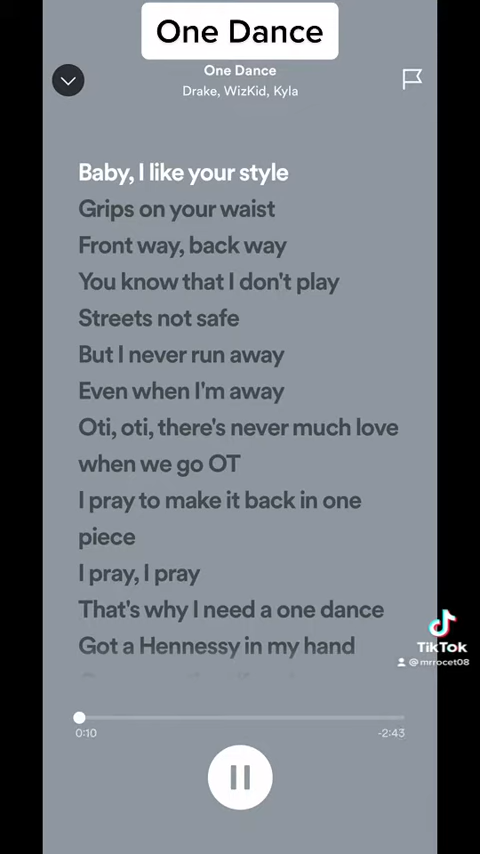 One Dance
One Dance
Drake, WizKid, Kyla
Baby, I like your style
Grips on your waist
Front way, back way
You know that I don't play
Streets not safe
But I never run away
Even when I'm away
Oti, oti, there's never much love
when we go OT
I pray to make it back in one
piece
I pray, I pray
That's why I need a one dance
Got a Hennessy in my hand
TikTok
@mrrocet08
0:10
-2:43